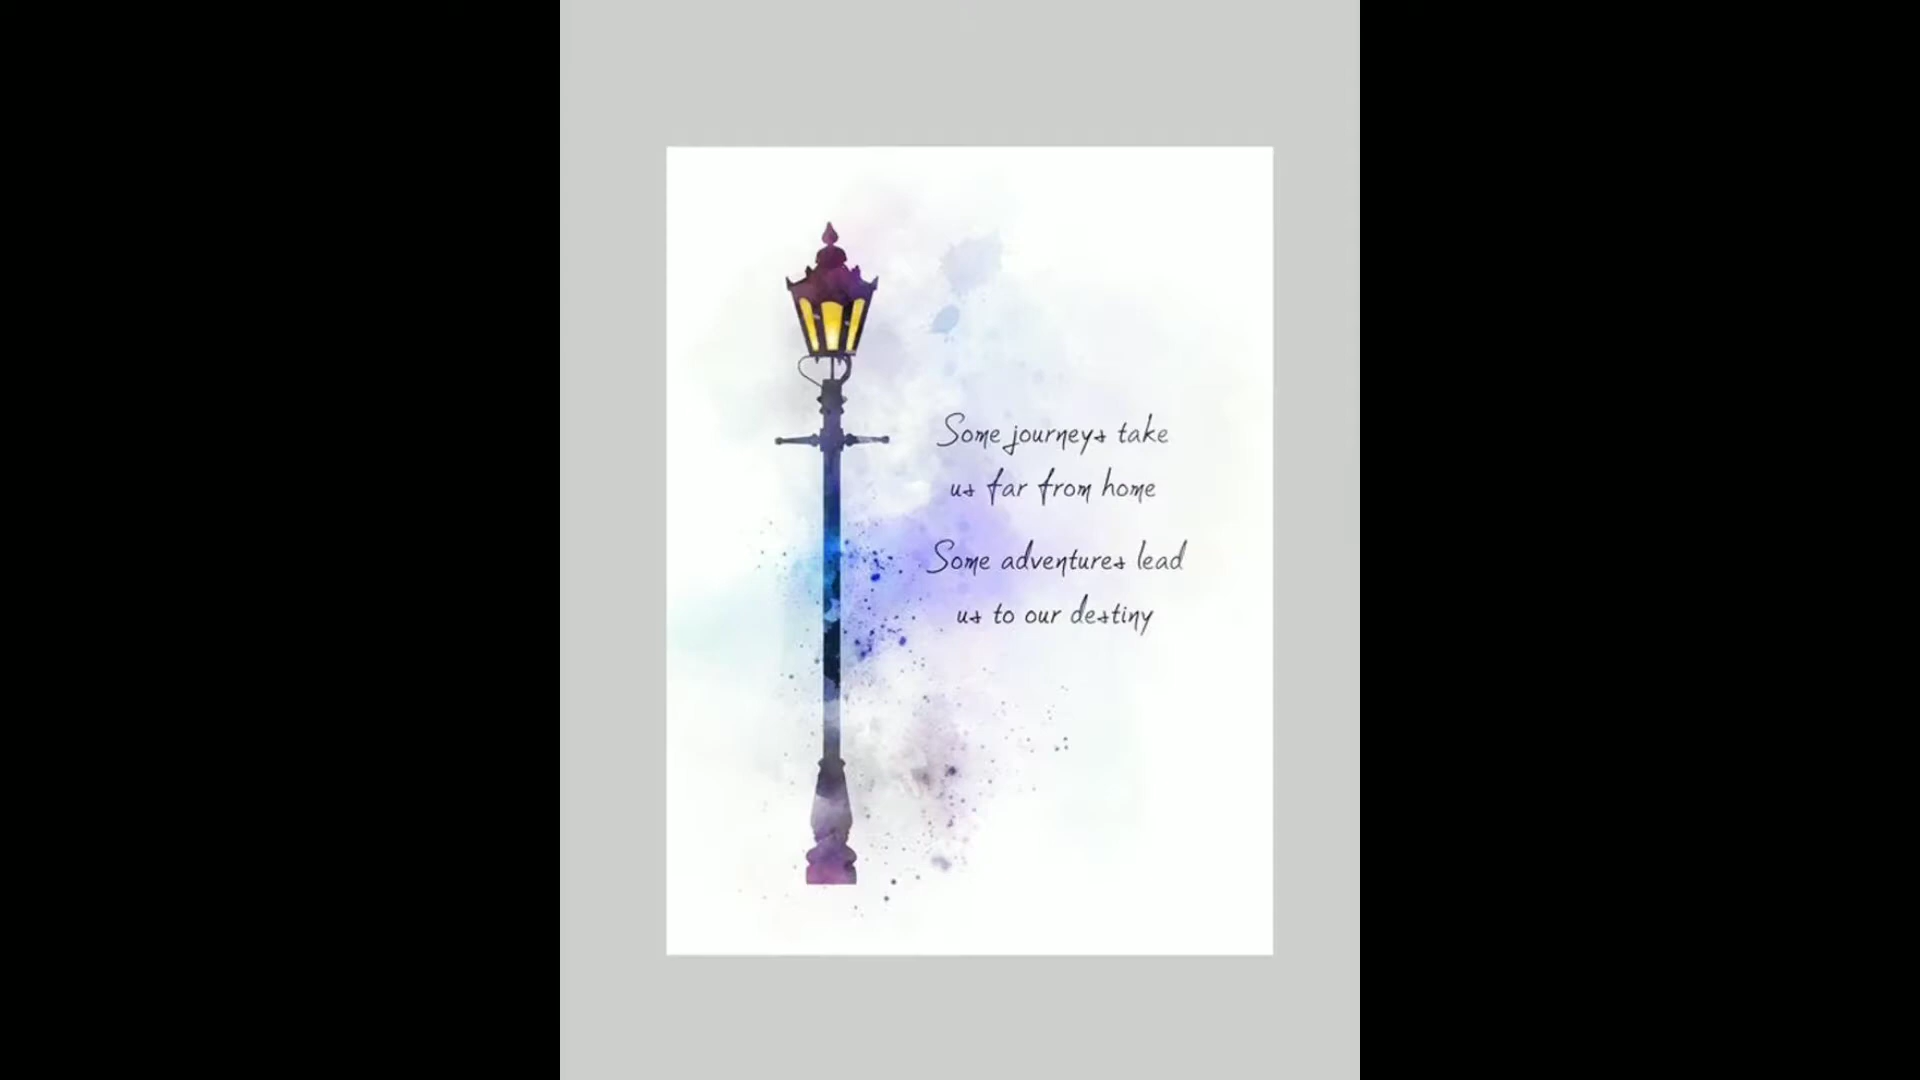 Some journeys take
us far from home
Some adventures lead
us to our destiny